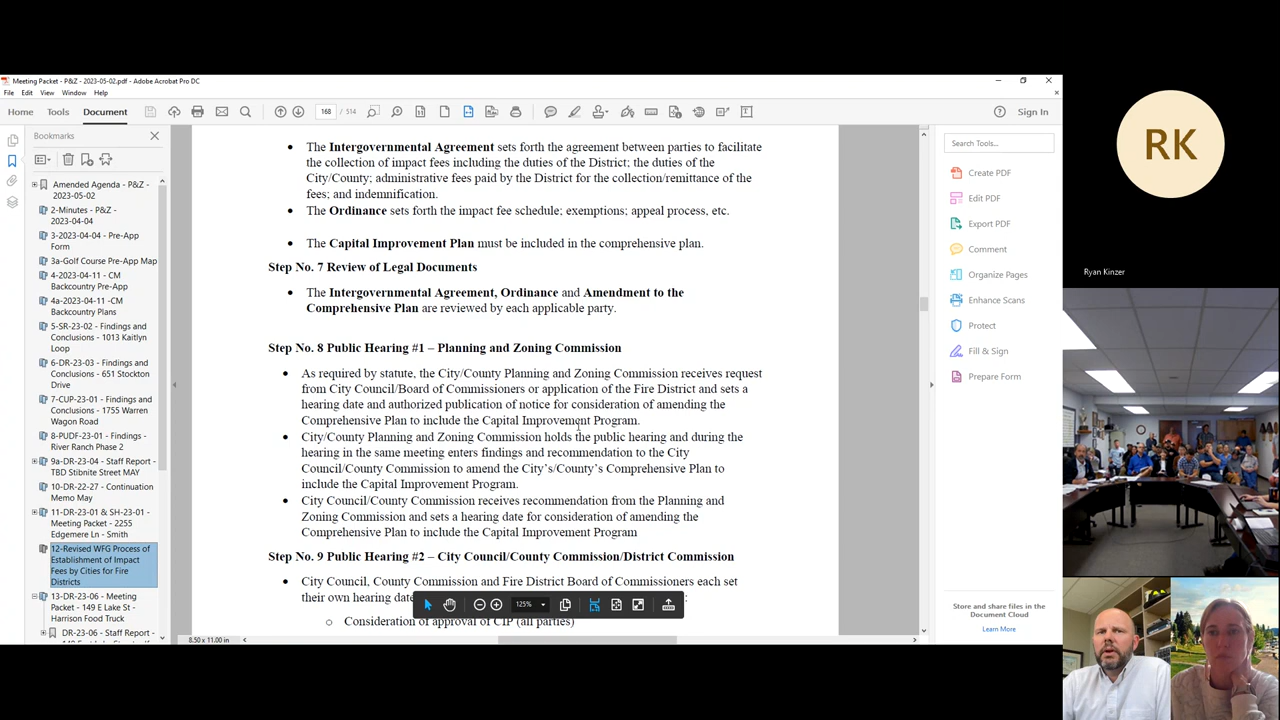 Meeting Packet - P&Z - 2023-05-02.pdf - Adobe Acrobat Pro DC
File Edit View Window Help
Home Tools Document 168 / 514 Sign In
Bookmarks
Amended Agenda - P&Z -
2023-05-02
2-Minutes - P&Z -
2023-04-04
3-2023-04-04 - Pre-App
Form
3a-Golf Course Pre-App Map
4-2023-04-11 - CM
Backcountry Pre-App
4a-2023-04-11 -CM
Backcountry Plans
5-SR-23-02 - Findings and
Conclusions - 1013 Kaitlyn
Loop
6-DR-23-03 - Findings and
Conclusions - 651 Stockton
Drive
7-CUP-23-01 - Findings and
Conclusions - 1755 Warren
Wagon Road
8-PUDF-23-01 - Findings -
River Ranch Phase 2
9a-DR-23-04 - Staff Report -
TBD Stibnite Street MAY
10-DR-22-27 - Continuation
Memo May
11-DR-23-01 & SH-23-01 -
Meeting Packet - 2255
Edgemere Ln - Smith
12-Revised WFG Process of
Establishment of Impact
Fees by Cities for Fire
Districts
13-DR-23-06 - Meeting
Packet - 149 E Lake St -
Harrison Food Truck
DR-23-06 - Staff Report -
• The Intergovernmental Agreement sets forth the agreement between parties to facilitate
the collection of impact fees including the duties of the District; the duties of the
City/County; administrative fees paid by the District for the collection/remittance of the
fees; and indemnification.
• The Ordinance sets forth the impact fee schedule; exemptions; appeal process, etc.
• The Capital Improvement Plan must be included in the comprehensive plan.
Step No. 7 Review of Legal Documents
• The Intergovernmental Agreement, Ordinance and Amendment to the
Comprehensive Plan are reviewed by each applicable party.
Step No. 8 Public Hearing #1 – Planning and Zoning Commission
• As required by statute, the City/County Planning and Zoning Commission receives request
from City Council/Board of Commissioners or application of the Fire District and sets a
hearing date and authorized publication of notice for consideration of amending the
Comprehensive Plan to include the Capital Improvement Program.
• City/County Planning and Zoning Commission holds the public hearing and during the
hearing in the same meeting enters findings and recommendation to the City
Council/County Commission to amend the City's/County's Comprehensive Plan to
include the Capital Improvement Program.
• City Council/County Commission receives recommendation from the Planning and
Zoning Commission and sets a hearing date for consideration of amending the
Comprehensive Plan to include the Capital Improvement Program
Step No. 9 Public Hearing #2 – City Council/County Commission/District Commission
• City Council, County Commission and Fire District Board of Commissioners each set
their own hearing date
o Consideration of approval of CIP (all parties)
125%
8.50 x 11.00 in
Search Tools...
Create PDF
Edit PDF
Export PDF
Comment
Organize Pages
Enhance Scans
Protect
Fill & Sign
Prepare Form
Store and share files in the
Document Cloud
Learn More
RK
Ryan Kinzer